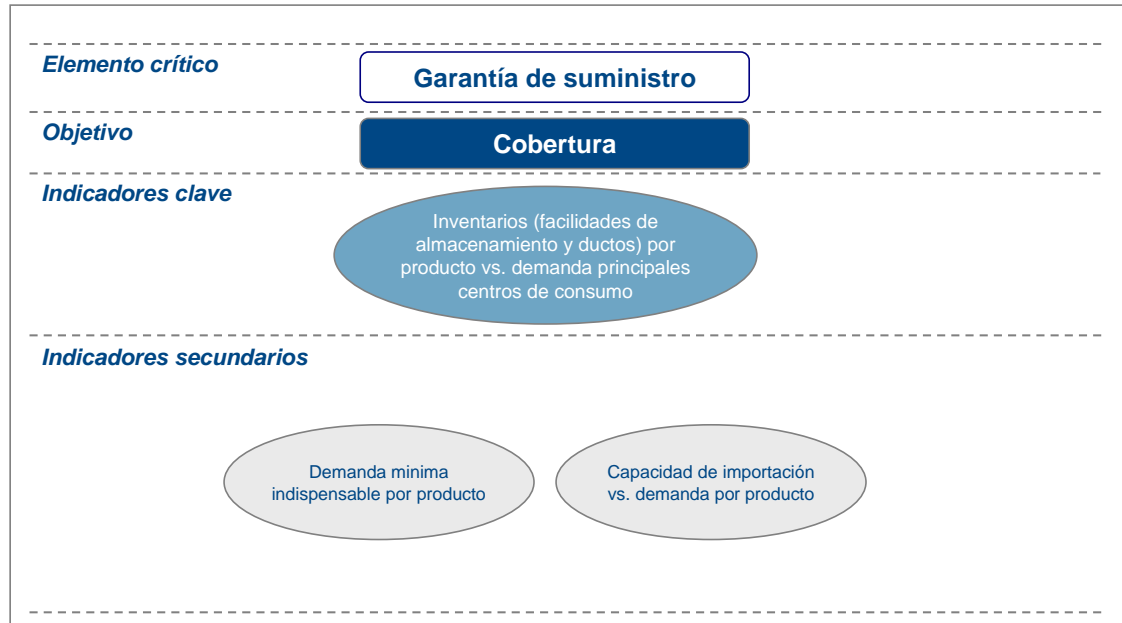 Elemento crítico
Garantía de suministro
Objetivo
Cobertura
Indicadores clave
Inventarios (facilidades de
almacenamiento y ductos) por
producto vs. demanda principales
centros de consumo
Indicadores secundarios
Demanda minima
indispensable por producto
Capacidad de importación
vs. demanda por producto